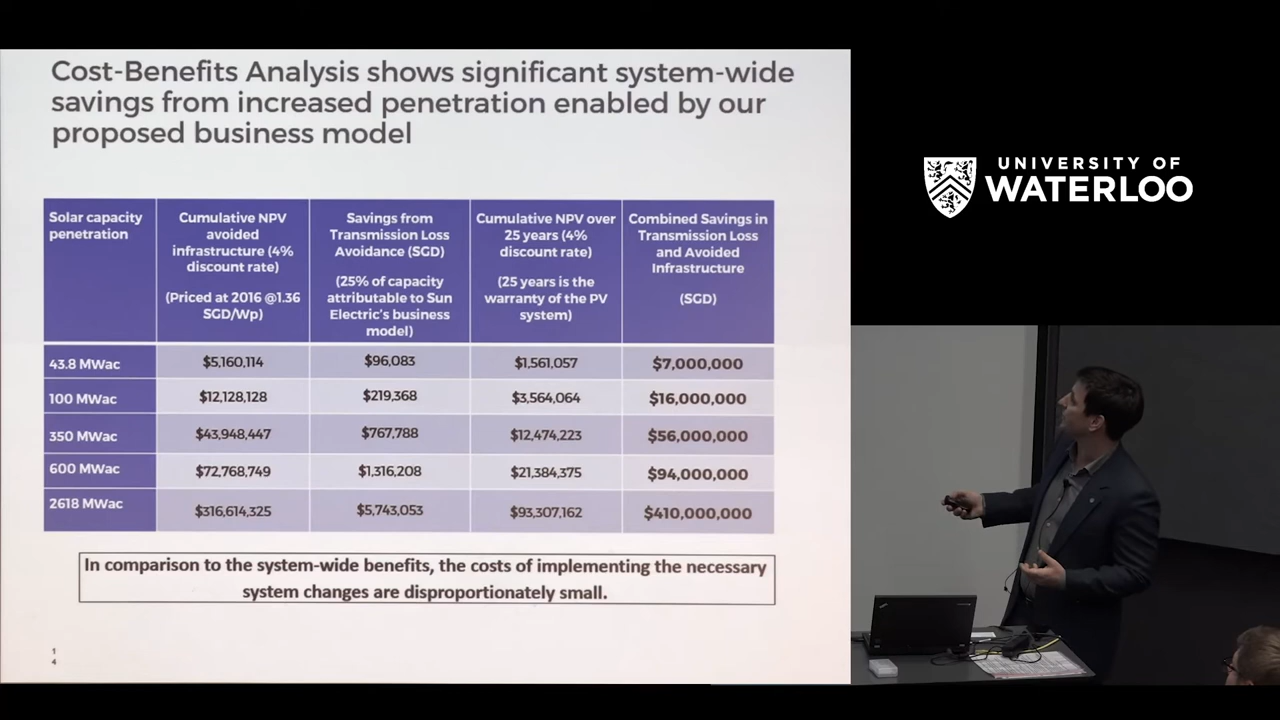 Cost-Benefits Analysis shows significant system-wide
savings from increased penetration enabled by our
proposed business model
UNIVERSITY OF
WATERLOO
Solar capacity
penetration
Cumulative NPV
avoided
infrastructure (4%
discount rate)
(Priced at 2016 @1.36
SGD/Wp)
Savings from
Transmission Loss
Avoidance (SGD)
(25% of capacity
attributable to Sun
Electric's business
model)
Cumulative NPV over
25 years (4%
discount rate)
(25 years is the
warranty of the PV
system)
Combined Savings in
Transmission Loss
and Avoided
Infrastructure
(SGD)
43.8 MWac $5,160,114 $96,083 $1,561,057 $7,000,000
100 MWac $12,128,128 $219,368 $3,564,064 $16,000,000
350 MWac $43,948,447 $767,788 $12,474,223 $56,000,000
600 MWac $72,768,749 $1,316,208 $21,384,375 $94,000,000
2618 MWac $316,614,325 $5,743,053 $93,307,162 $410,000,000
In comparison to the system-wide benefits, the costs of implementing the necessary
system changes are disproportionately small.
1
4